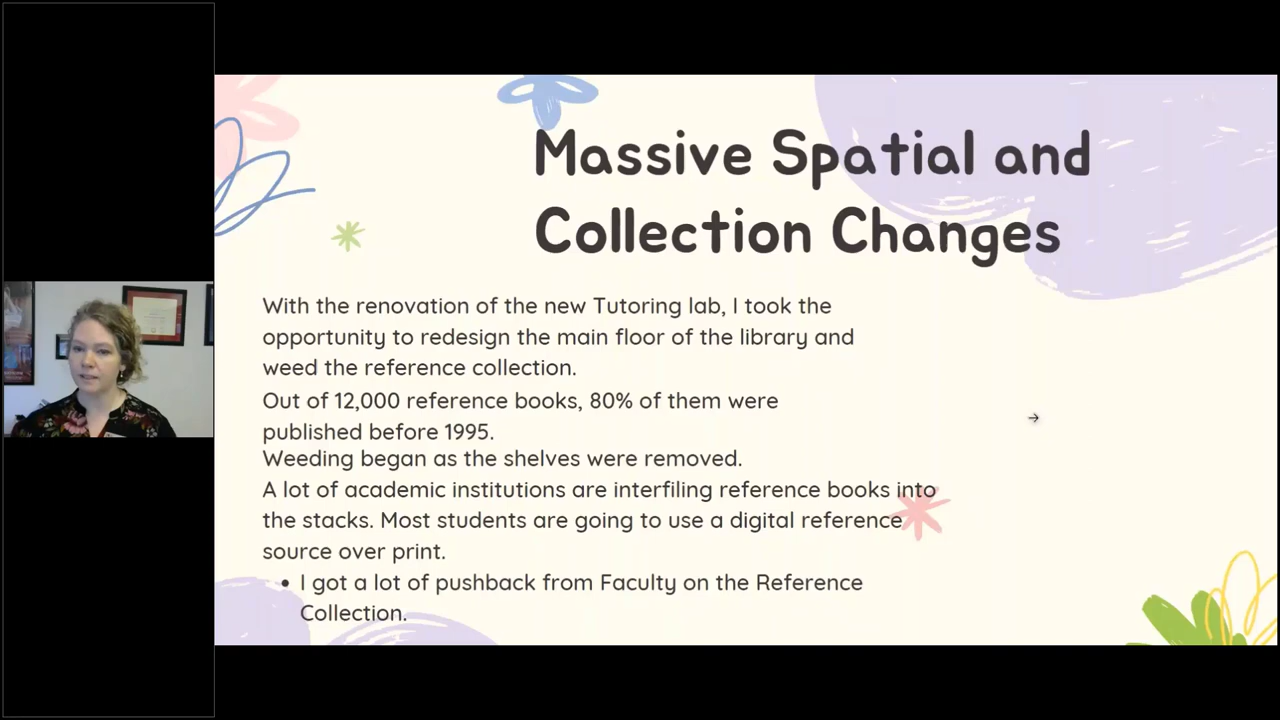 Massive Spatial and
Collection Changes
With the renovation of the new Tutoring lab, I took the
opportunity to redesign the main floor of the library and
weed the reference collection.
Out of 12,000 reference books, 80% of them were
published before 1995.
Weeding began as the shelves were removed.
A lot of academic institutions are interfiling reference books into
the stacks. Most students are going to use a digital reference
source over print.
• I got a lot of pushback from Faculty on the Reference
Collection.